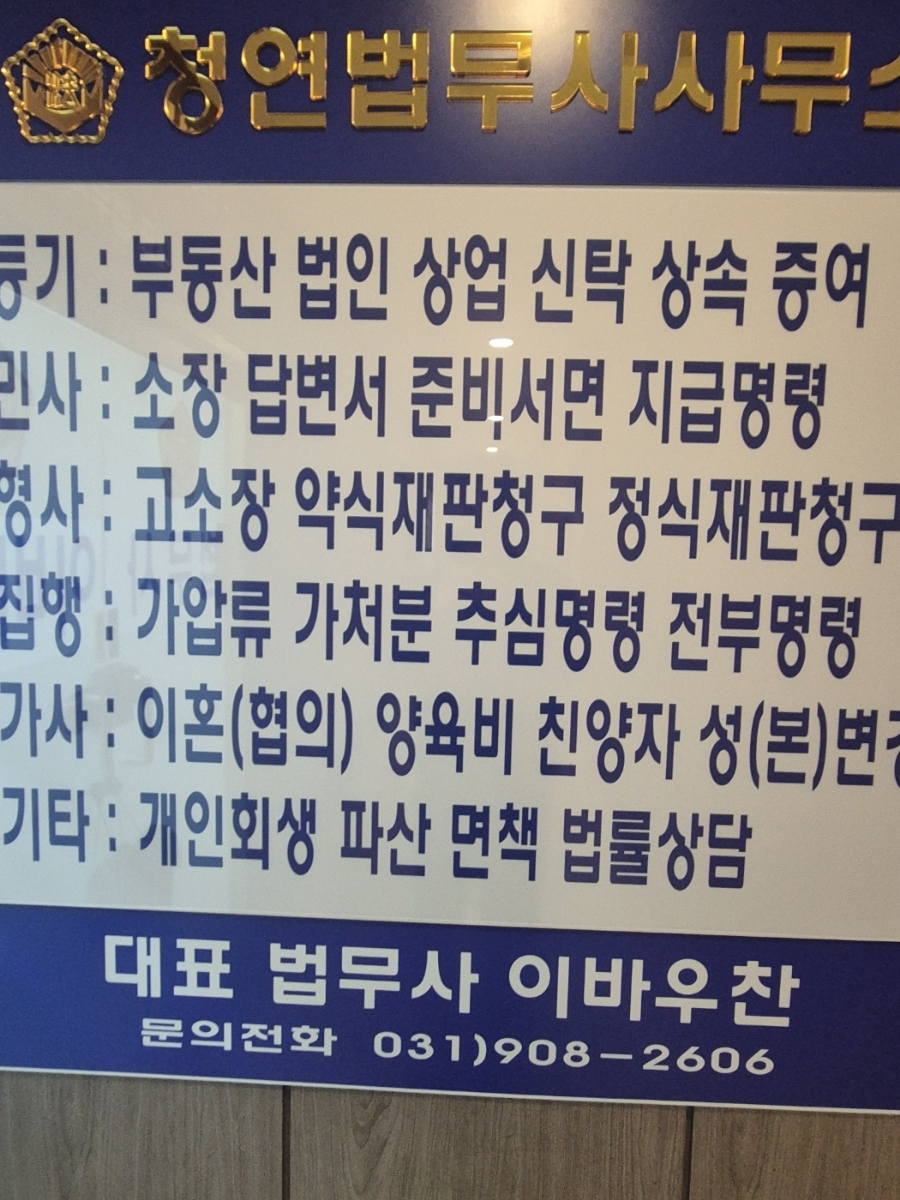 청연법무사사무소
등기 : 부동산 법인 상업 신탁 상속 증여
민사 : 소장 답변서 준비서면 지급명령
형사 : 고소장 약식재판청구 정식재판청구
집행 : 가압류 가처분 추심명령 전부명령
가사 : 이혼(협의) 양육비 친양자 성(본)변경
기타 : 개인회생 파산 면책 법률상담
대표 법무사 이바우찬
문의전화 031)908-2606